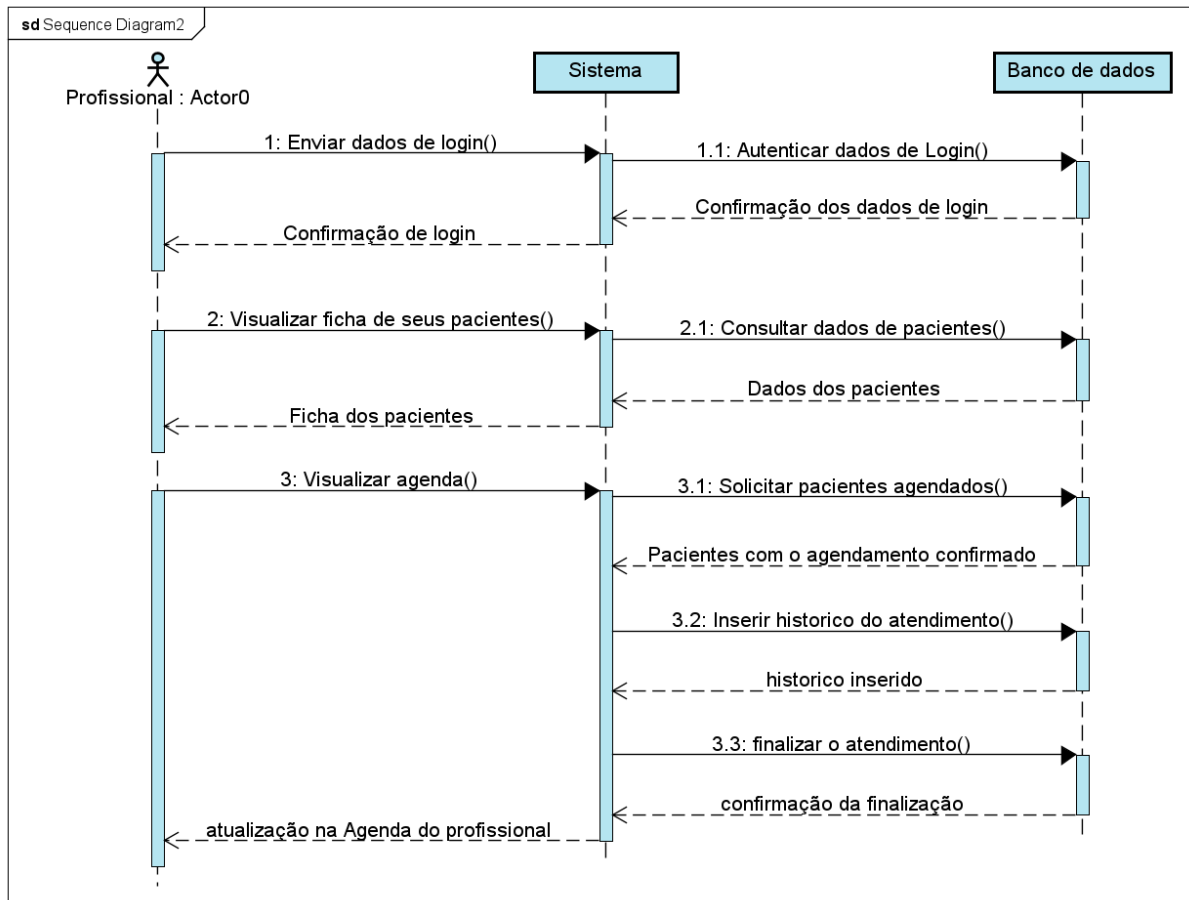 sd Sequence Diagram2
Profissional : Actor0
Sistema
Banco de dados
1: Enviar dados de login()
1.1: Autenticar dados de Login()
Confirmação dos dados de login
Confirmação de login
2: Visualizar ficha de seus pacientes()
2.1: Consultar dados de pacientes()
Dados dos pacientes
Ficha dos pacientes
3: Visualizar agenda()
3.1: Solicitar pacientes agendados()
Pacientes com o agendamento confirmado
3.2: Inserir historico do atendimento()
historico inserido
3.3: finalizar o atendimento()
confirmação da finalização
atualização na Agenda do profissional